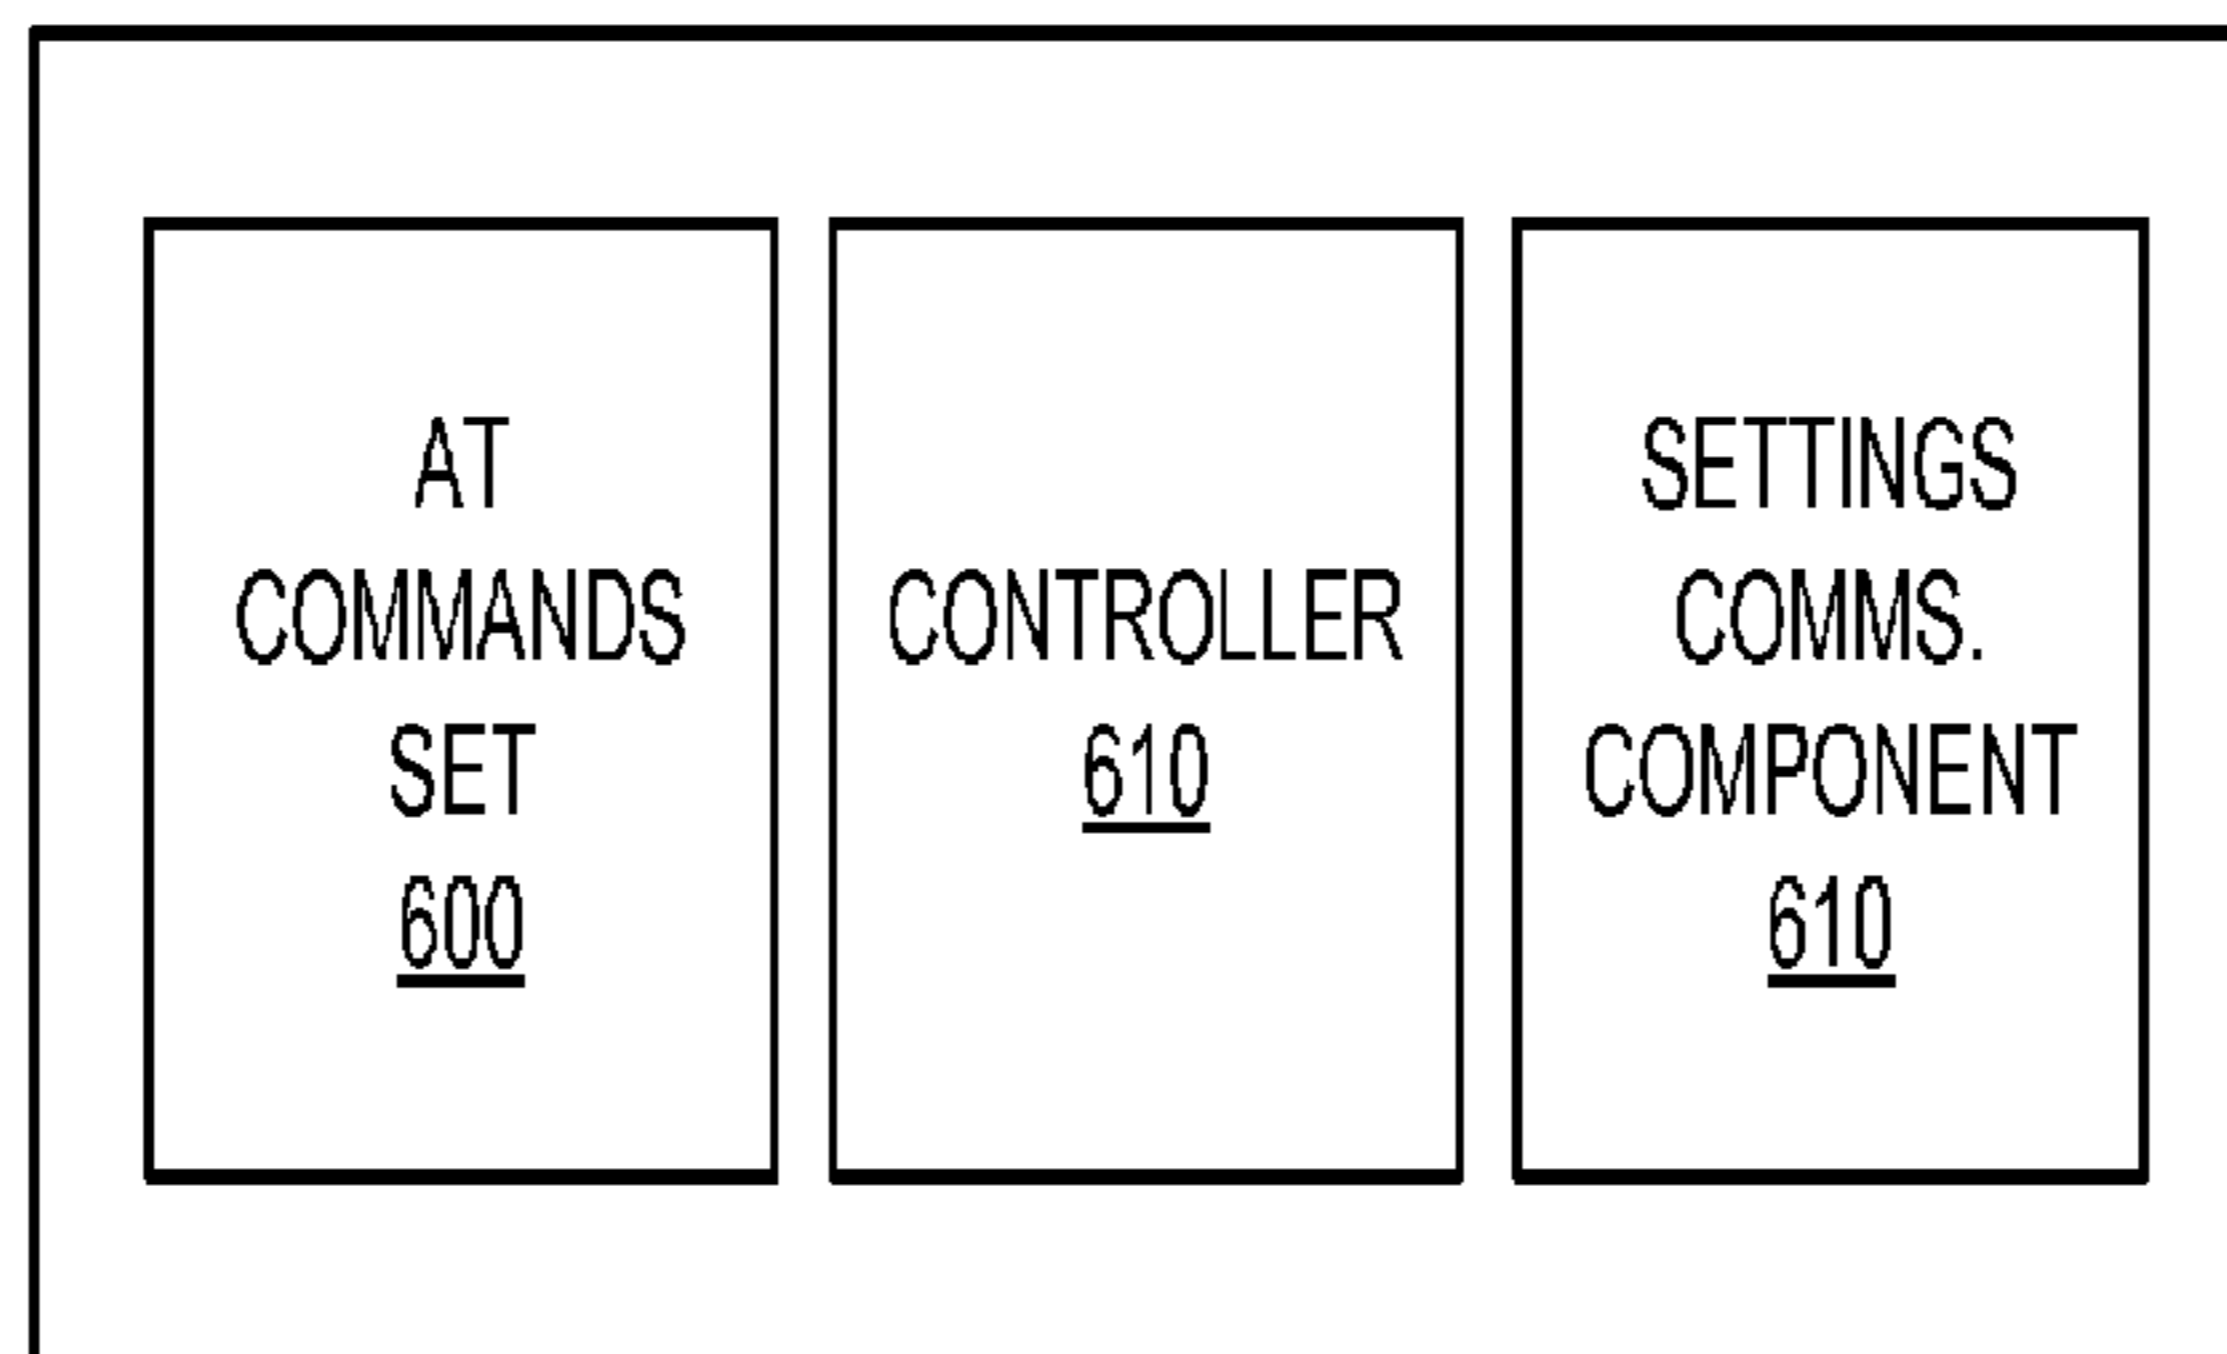 AT
COMMANDS
SET
600
CONTROLLER
610
SETTINGS
COMMS.
COMPONENT
610